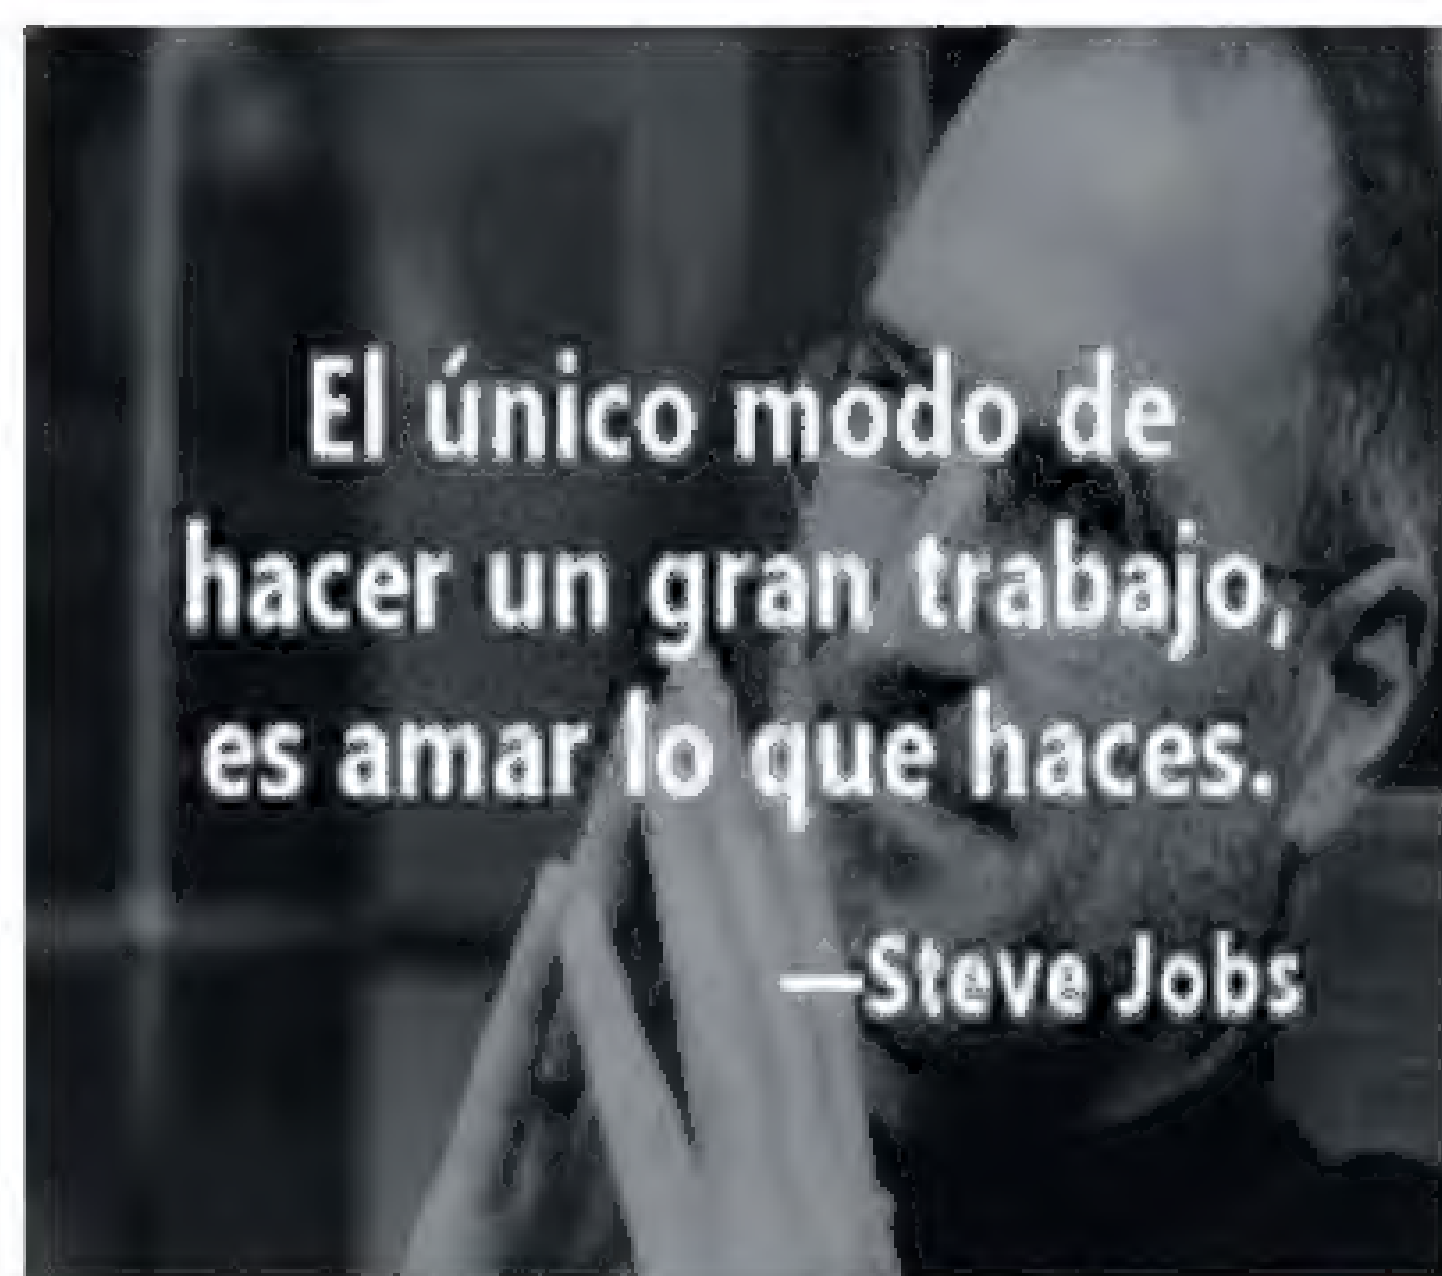 El único modo de
hacer un gran trabajo,
es amar lo que haces.
—Steve Jobs